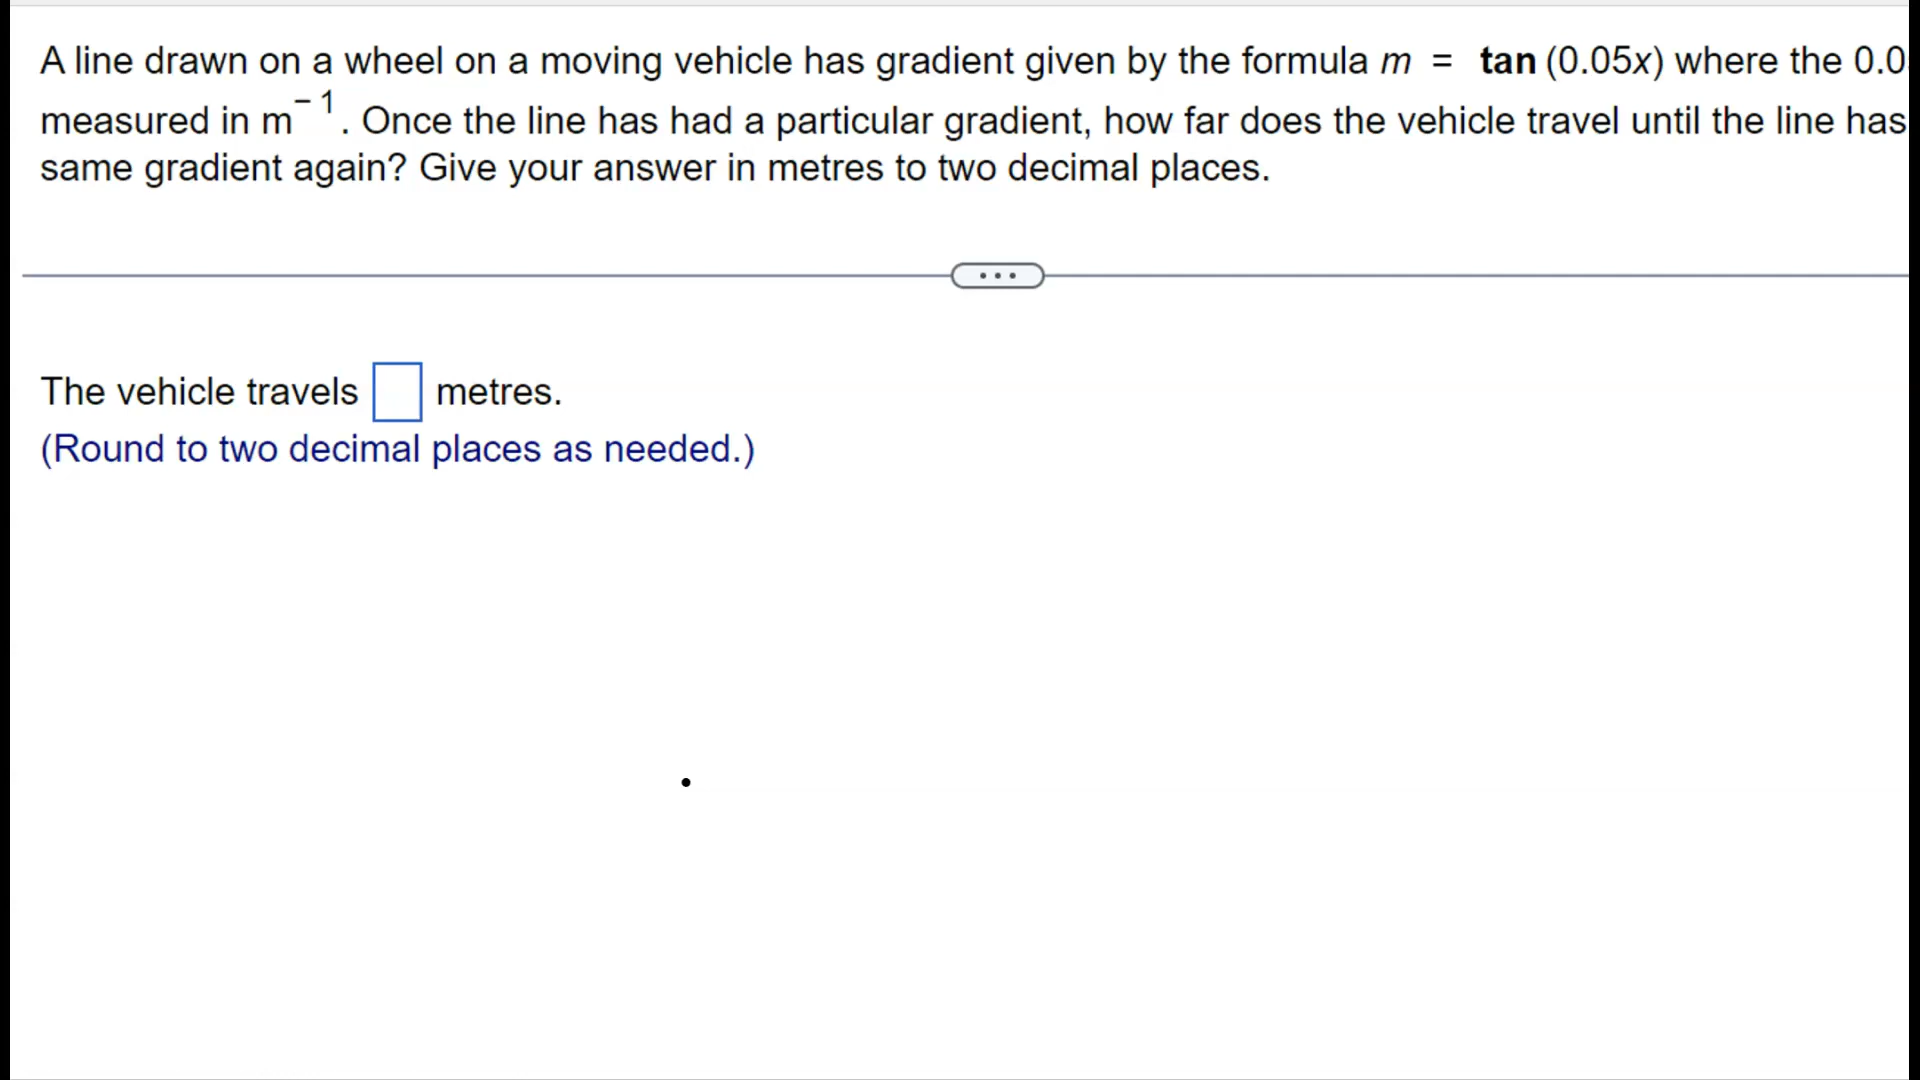 A line drawn on a wheel on a moving vehicle has gradient given by the formula m = tan (0.05x) where the 0.0
measured in m⁻¹. Once the line has had a particular gradient, how far does the vehicle travel until the line has
same gradient again? Give your answer in metres to two decimal places.
The vehicle travels metres.
(Round to two decimal places as needed.)